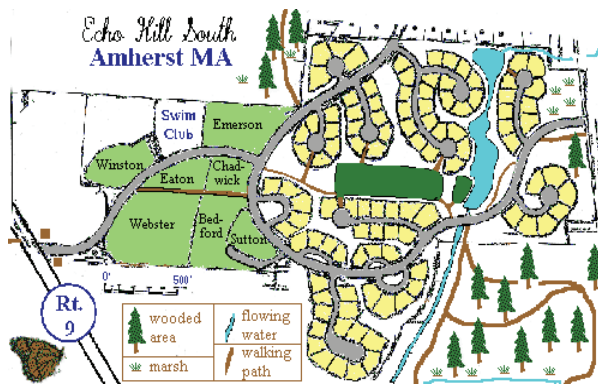 Echo Hill South
Amherst MA
Swim
Club
Emerson
Winston
Eaton
Chad-
wick
Webster
Bed-
ford
Sutton
0'
500'
Rt.
9
wooded
area
flowing
water
marsh
walking
path